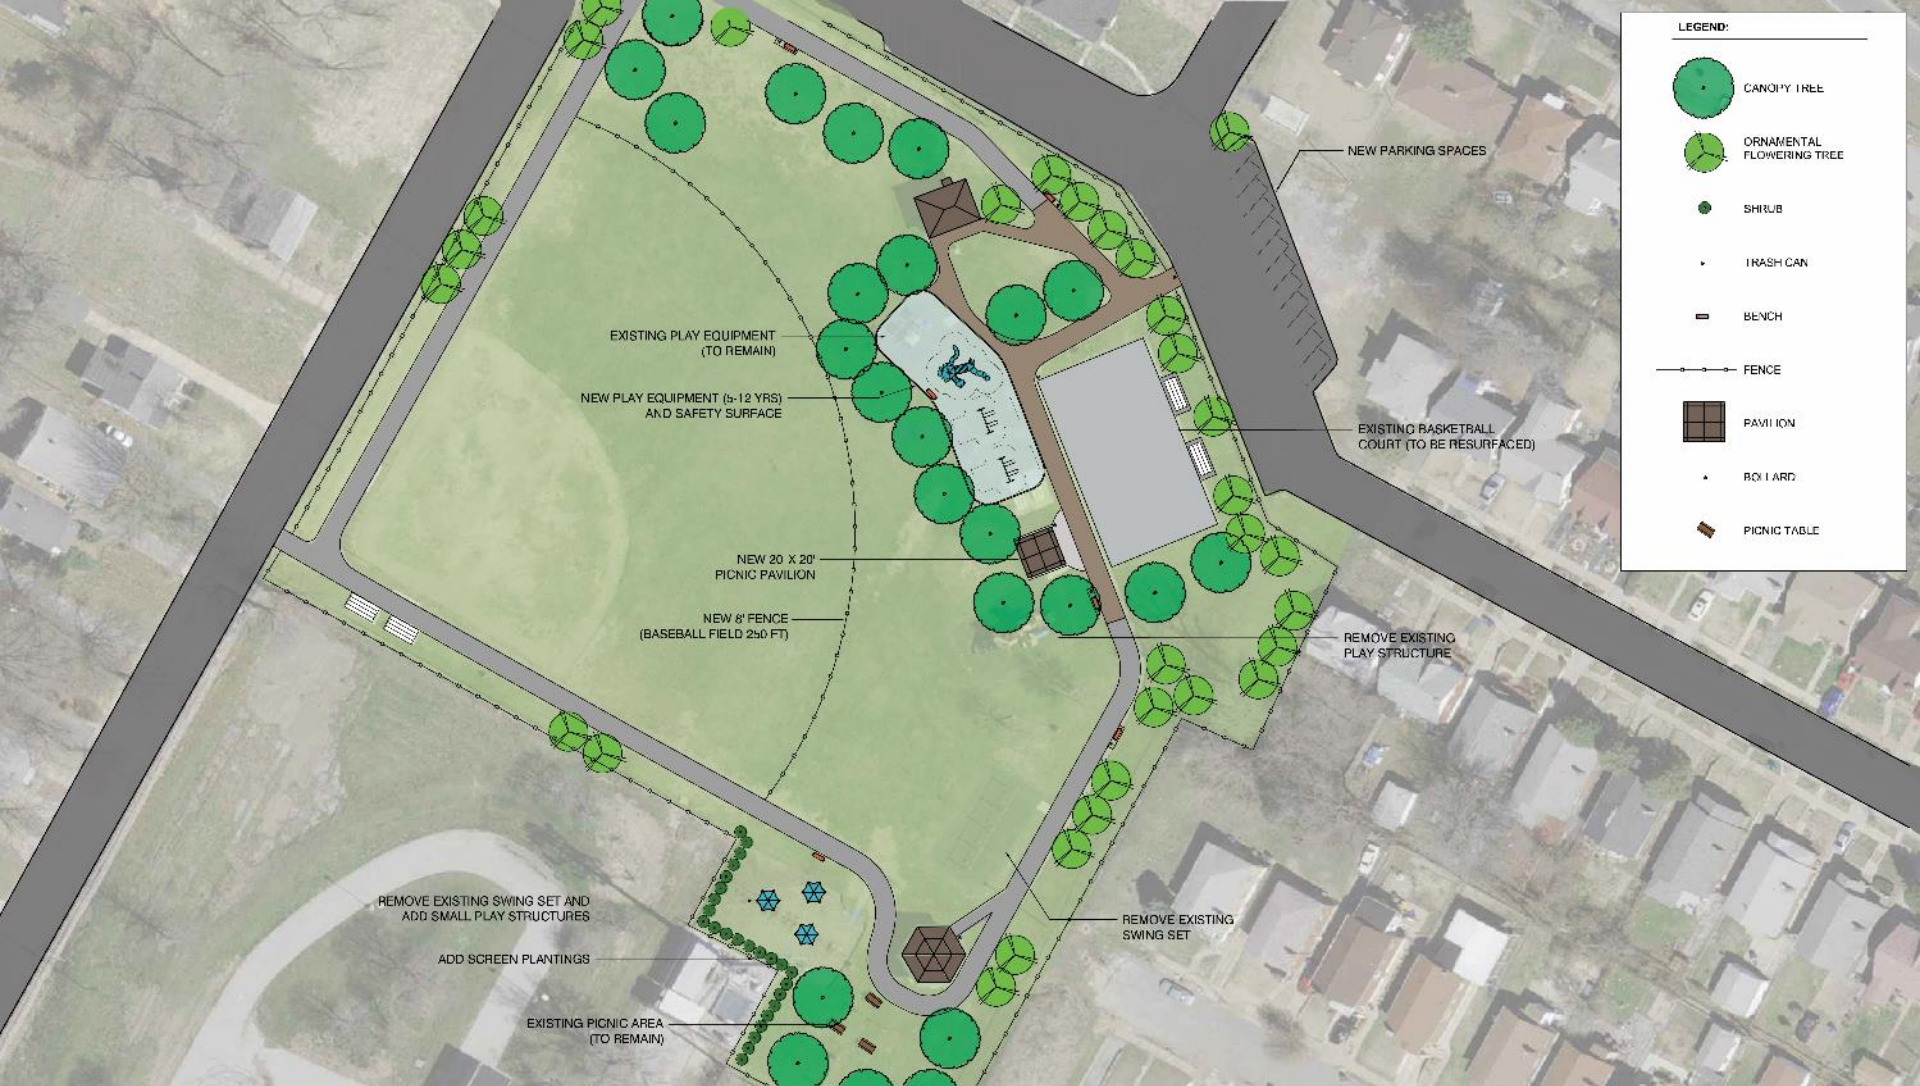 LEGEND:
CANOPY TREE
ORNAMENTAL
FLOWERING TREE
SHRUB
TRASH CAN
BENCH
FENCE
PAVILION
BOLLARD
PICNIC TABLE
NEW PARKING SPACES
EXISTING PLAY EQUIPMENT
(TO REMAIN)
NEW PLAY EQUIPMENT (5-12 YRS)
AND SAFETY SURFACE
EXISTING BASKETBALL
COURT (TO BE RESURFACED)
NEW 20 X 20'
PICNIC PAVILION
NEW 8' FENCE
(BASEBALL FIELD 250 FT)
REMOVE EXISTING
PLAY STRUCTURE
REMOVE EXISTING SWING SET AND
ADD SMALL PLAY STRUCTURES
REMOVE EXISTING
SWING SET
ADD SCREEN PLANTINGS
EXISTING PICNIC AREA
(TO REMAIN)